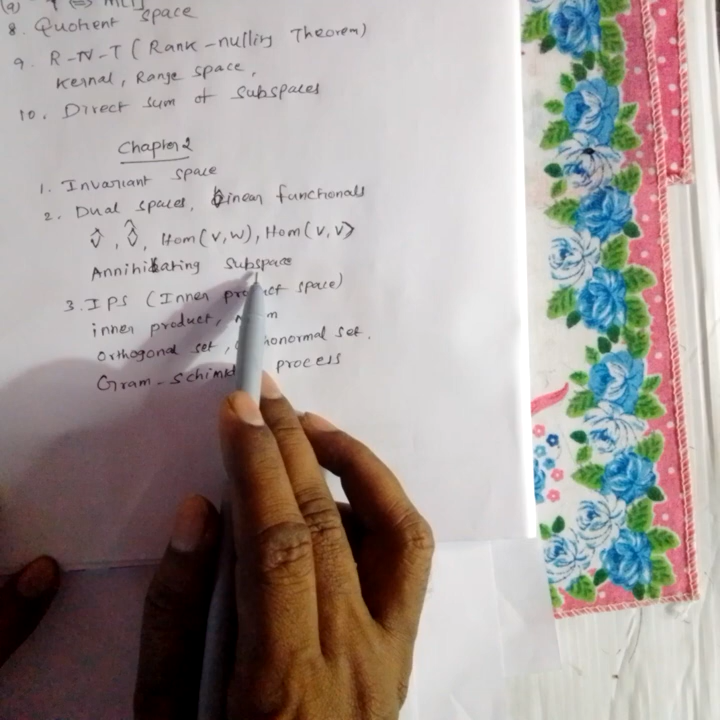 8. Quotient space
9. R-N-T (Rank-nullity Theorem)
Kernal, Range space,
10. Direct sum of subspaces
Chapter 2
1. Invariant space
2. Dual spaces, Linear functionals
V̂, V̂̂, Hom(V,W), Hom(V,V)
Annihilating subspace
3. IPS (Inner product space)
inner product,
Orthogonal set, orthonormal set.
Gram-Schimdt process